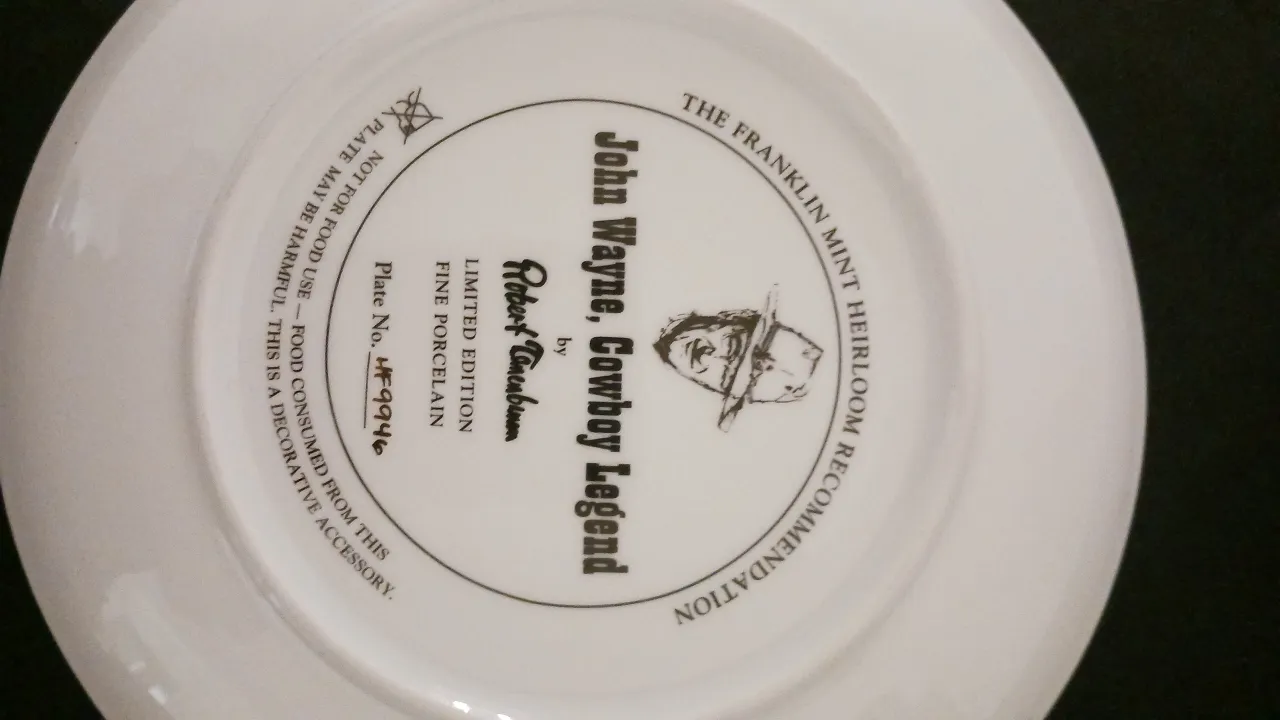 THE FRANKLIN MINT HEIRLOOM RECOMMENDATION
John Wayne, Cowboy Legend
by
Robert Tanenbaum
LIMITED EDITION
FINE PORCELAIN
Plate No. HF9946
NOT FOR FOOD USE — FOOD CONSUMED FROM THIS
PLATE MAY BE HARMFUL. THIS IS A DECORATIVE ACCESSORY.